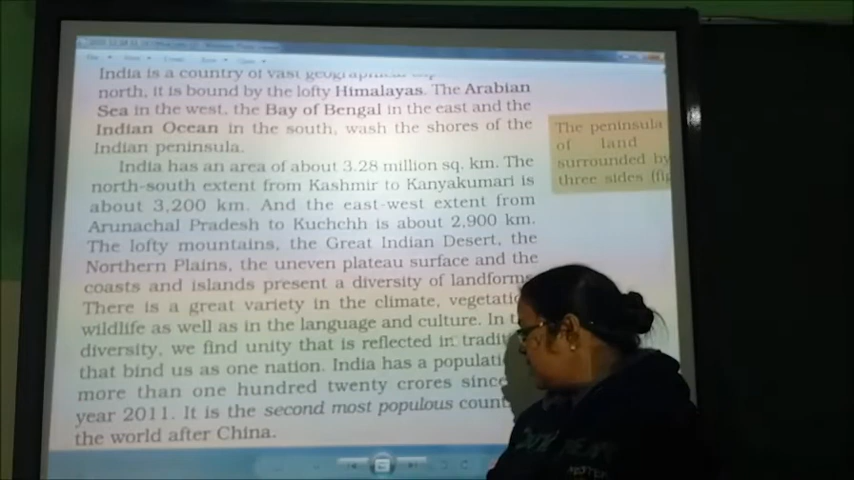 India is a country of vast
north, it is bound by the lofty Himalayas. The Arabian
Sea in the west, the Bay of Bengal in the east and the
Indian Ocean in the south, wash the shores of the
Indian peninsula.
India has an area of about 3.28 million sq. km. The
north-south extent from Kashmir to Kanyakumari is
about 3,200 km. And the east-west extent from
Arunachal Pradesh to Kuchchh is about 2,900 km.
The lofty mountains, the Great Indian Desert, the
Northern Plains, the uneven plateau surface and the
coasts and islands present a diversity of landforms
There is a great variety in the climate, vegetati
wildlife as well as in the language and culture. In t
diversity, we find unity that is reflected in tradit
that bind us as one nation. India has a populati
more than one hundred twenty crores since
year 2011. It is the second most populous count
the world after China.
The peninsula
of land
surrounded by
three sides (fig